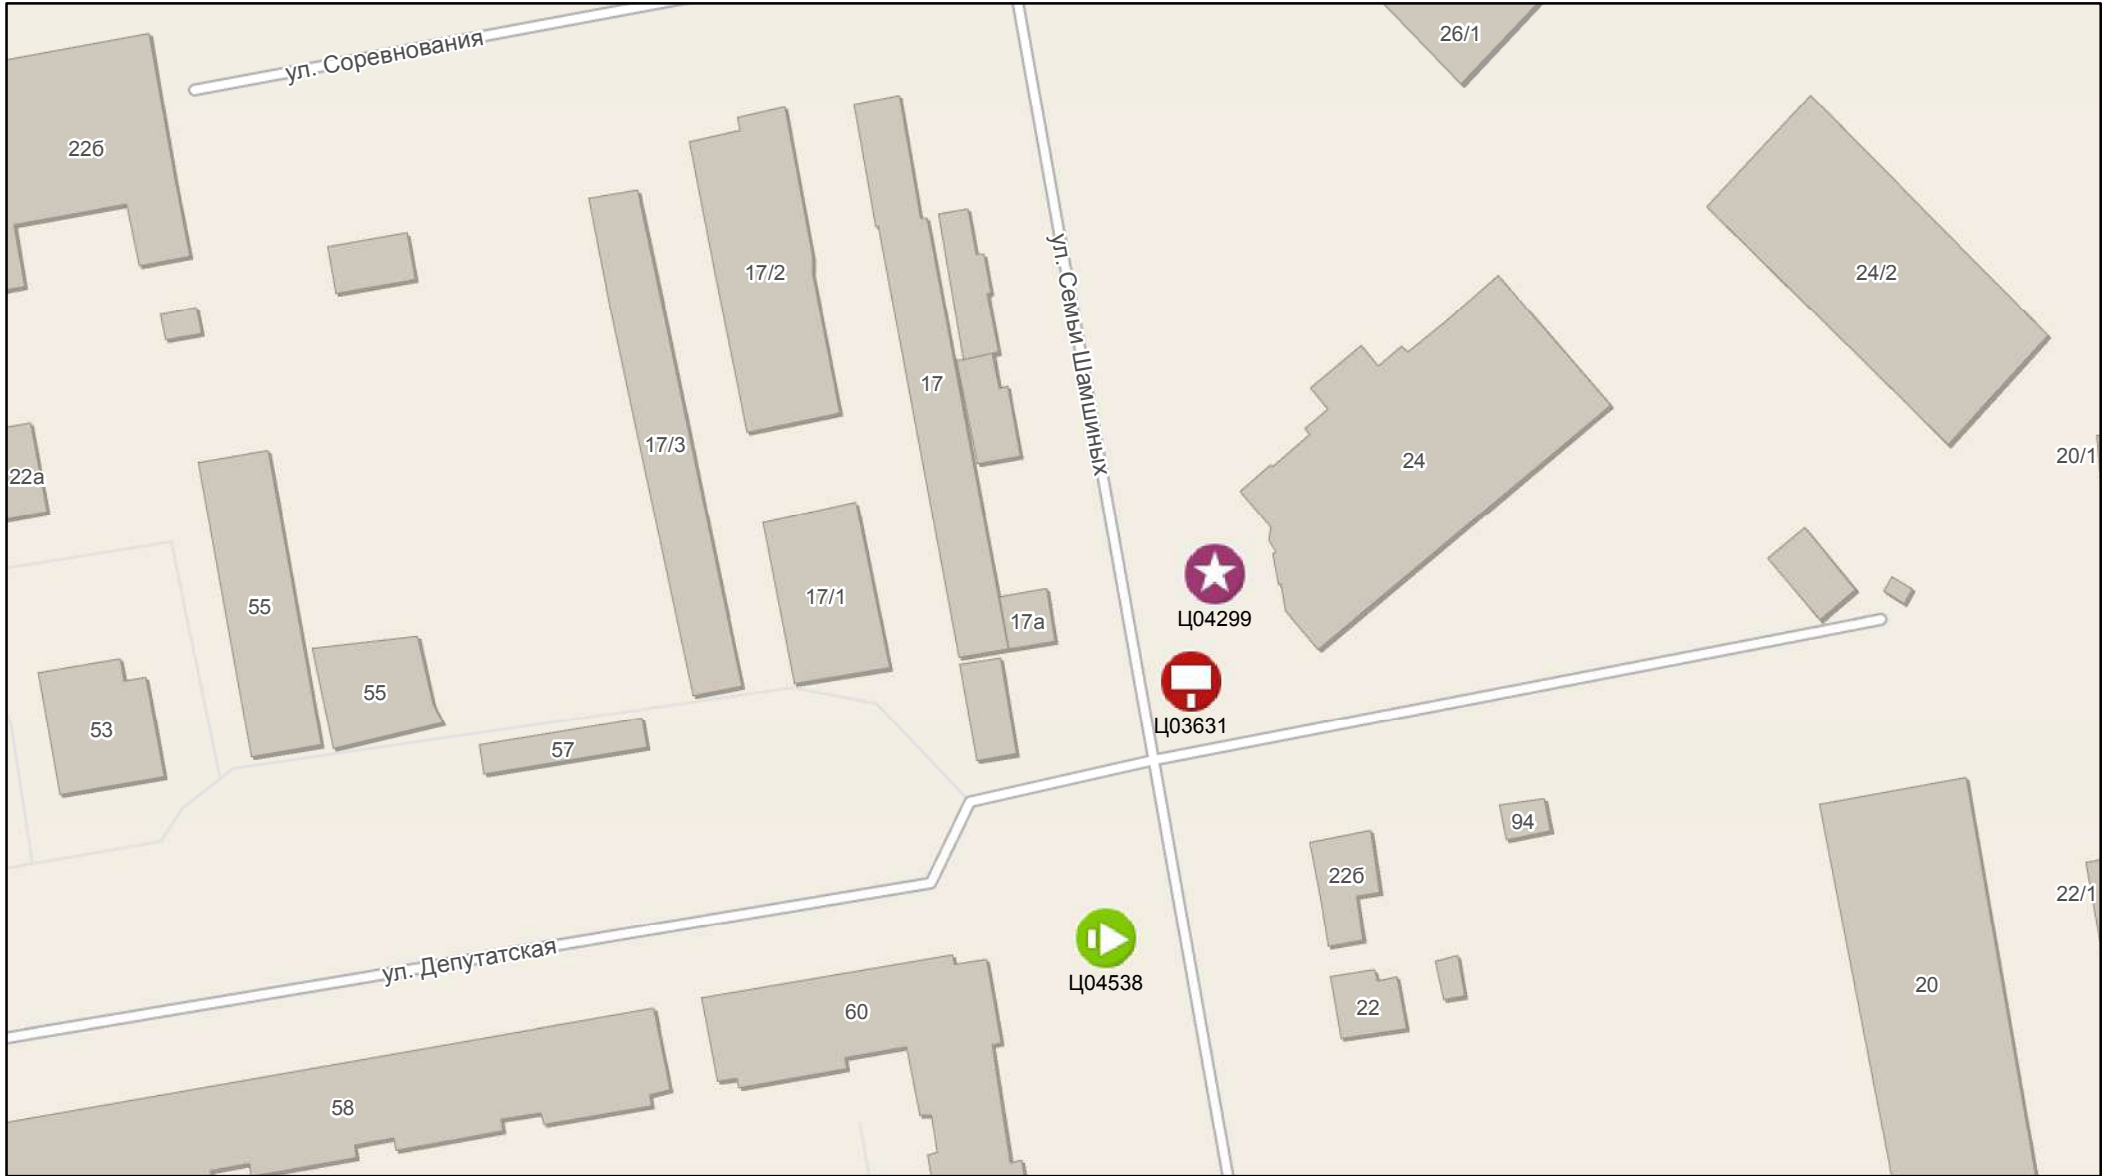 26/1
ул. Соревнования
22б
17/2
24/2
ул. Семьи Шамшиных
17
17/3
24
20/1
22а
55
17/1
17а
Ц04299
55
53
57
Ц03631
94
22б
22/1
ул. Депутатская
Ц04538
20
22
60
58